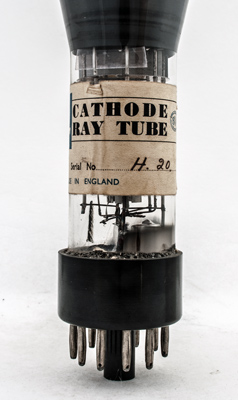 CATHODE
RAY TUBE
Serial No. H. 20
E IN ENGLAND